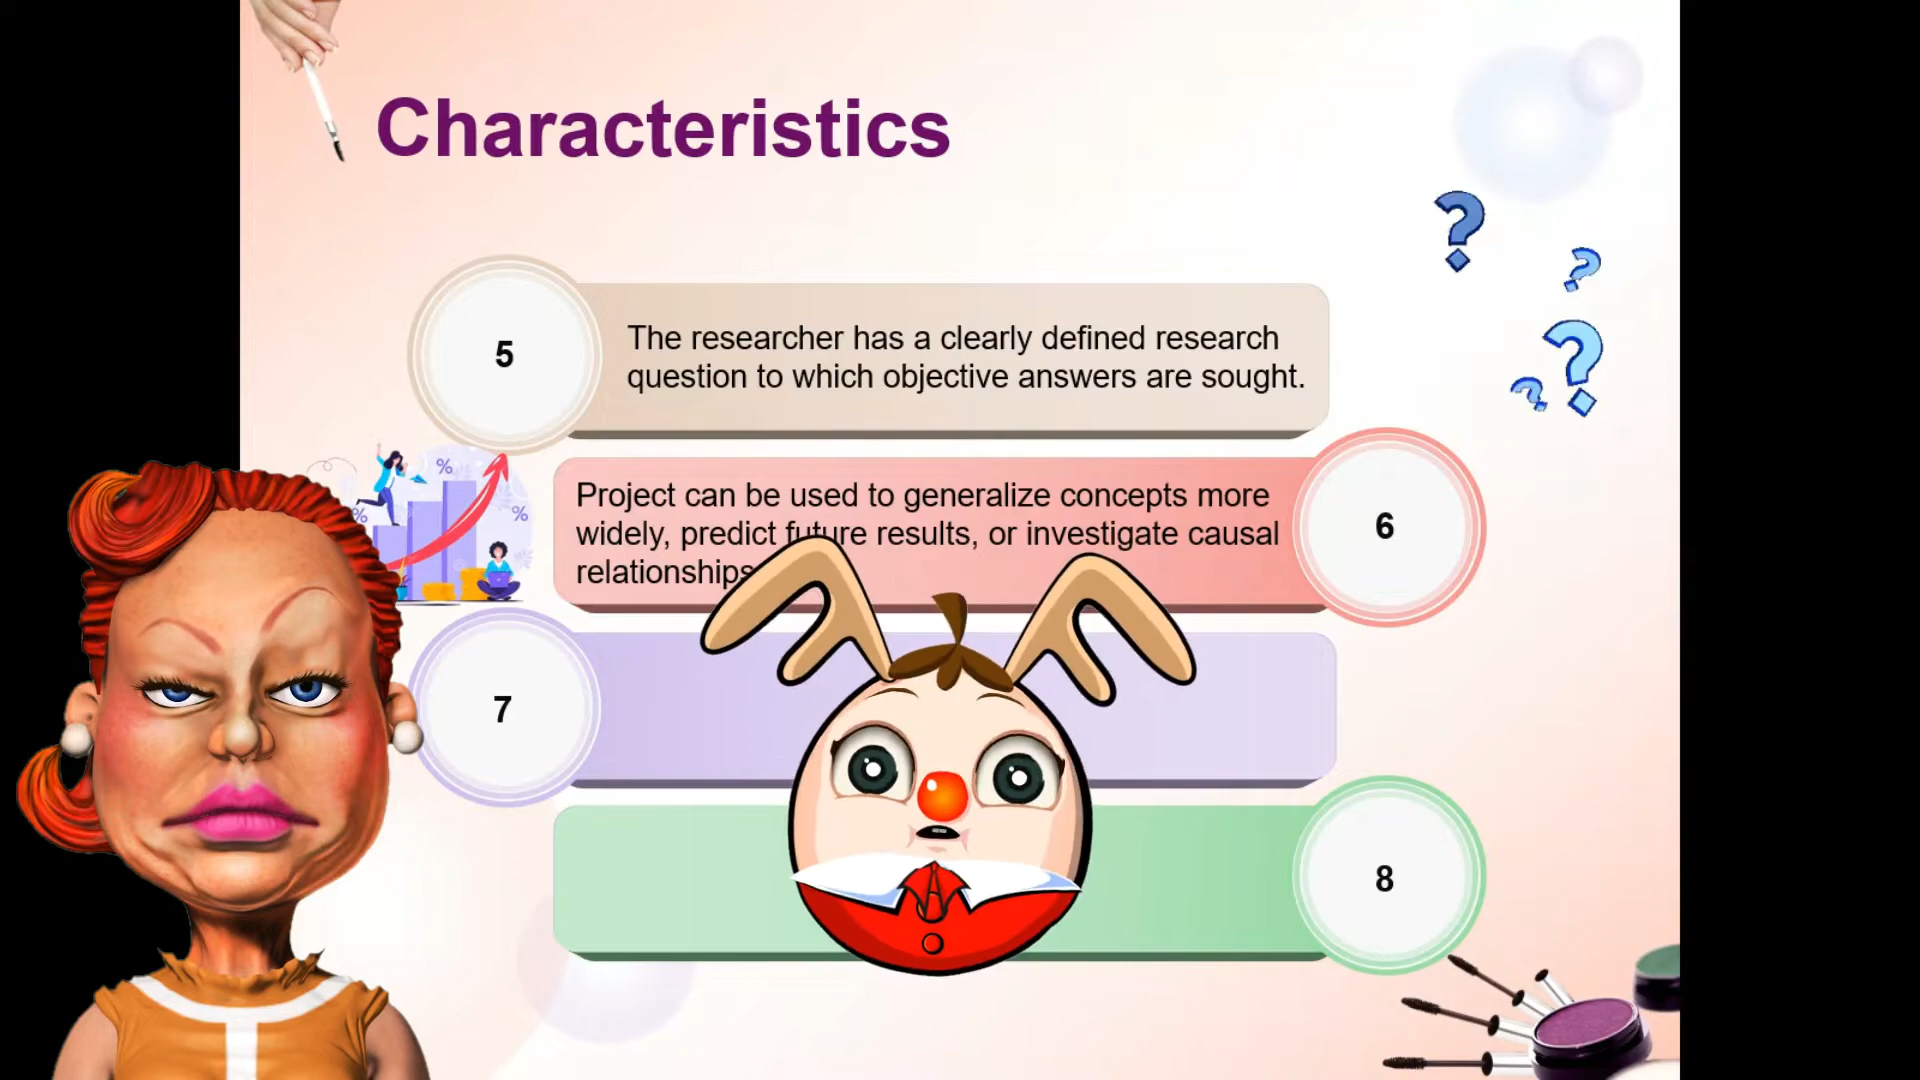 Characteristics
5
The researcher has a clearly defined research
question to which objective answers are sought.
Project can be used to generalize concepts more
widely, predict future results, or investigate causal
relationships
6
%
%
%
7
8